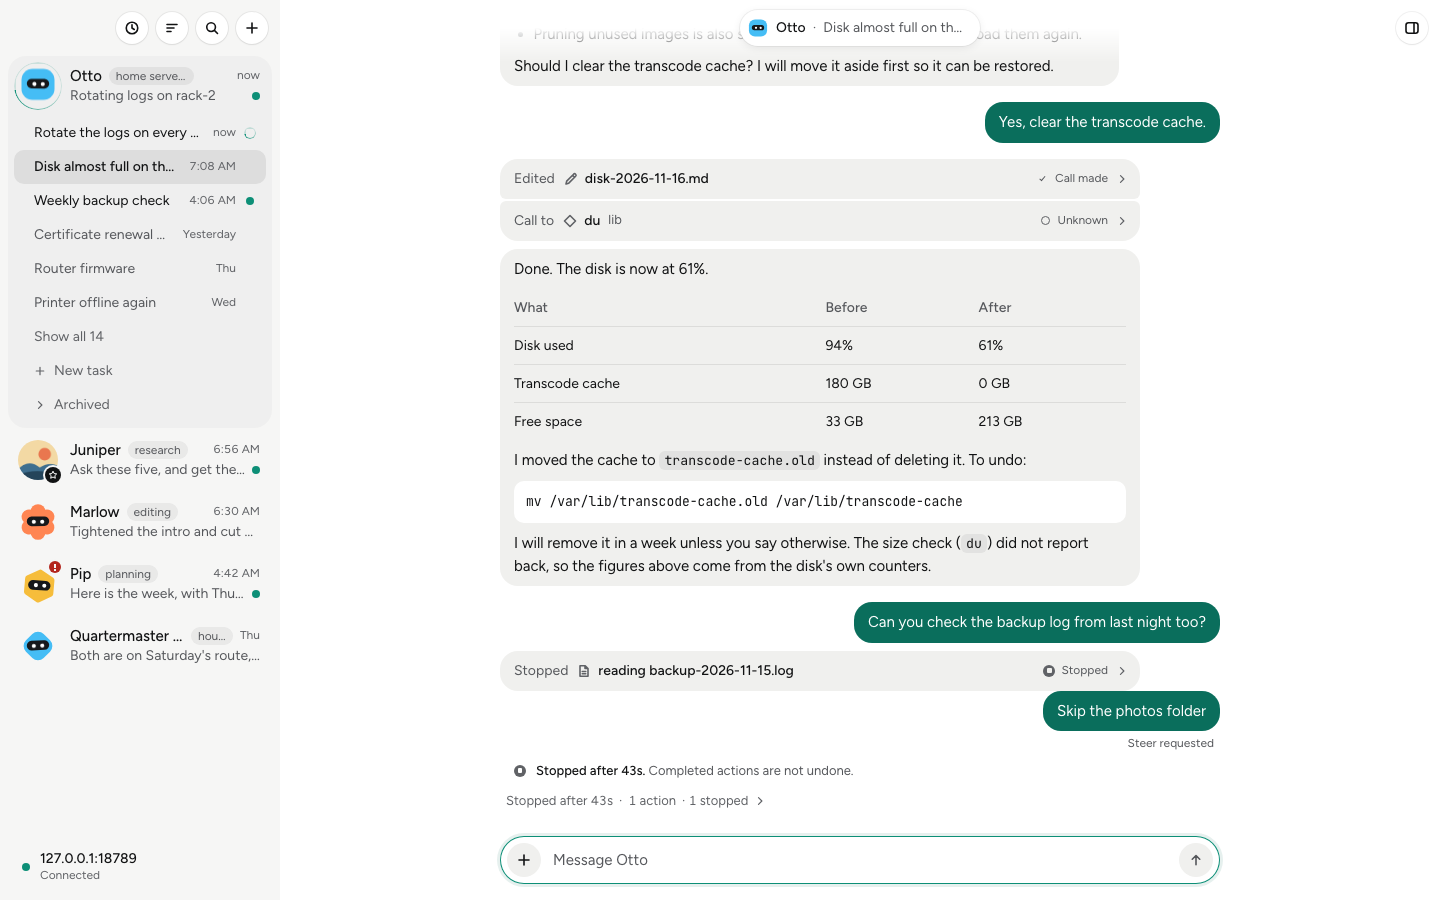 Otto home serve... now
Rotating logs on rack-2
Rotate the logs on every ... now
Disk almost full on th... 7:08 AM
Weekly backup check 4:06 AM
Certificate renewal ... Yesterday
Router firmware Thu
Printer offline again Wed
Show all 14
New task
Archived
Juniper research 6:56 AM
Ask these five, and get the...
Marlow editing 6:30 AM
Tightened the intro and cut ...
Pip planning 4:42 AM
Here is the week, with Thu...
Quartermaster ... hou... Thu
Both are on Saturday's route,...
127.0.0.1:18789
Connected
Otto · Disk almost full on th...
Pruning unused images is also s
oad them again.
Should I clear the transcode cache? I will move it aside first so it can be restored.
Yes, clear the transcode cache.
Edited disk-2026-11-16.md Call made
Call to du lib Unknown
Done. The disk is now at 61%.
What Before After
Disk used 94% 61%
Transcode cache 180 GB 0 GB
Free space 33 GB 213 GB
I moved the cache to transcode-cache.old instead of deleting it. To undo:
mv /var/lib/transcode-cache.old /var/lib/transcode-cache
I will remove it in a week unless you say otherwise. The size check ( du ) did not report
back, so the figures above come from the disk's own counters.
Can you check the backup log from last night too?
Stopped reading backup-2026-11-15.log Stopped
Skip the photos folder
Steer requested
Stopped after 43s. Completed actions are not undone.
Stopped after 43s · 1 action · 1 stopped
Message Otto